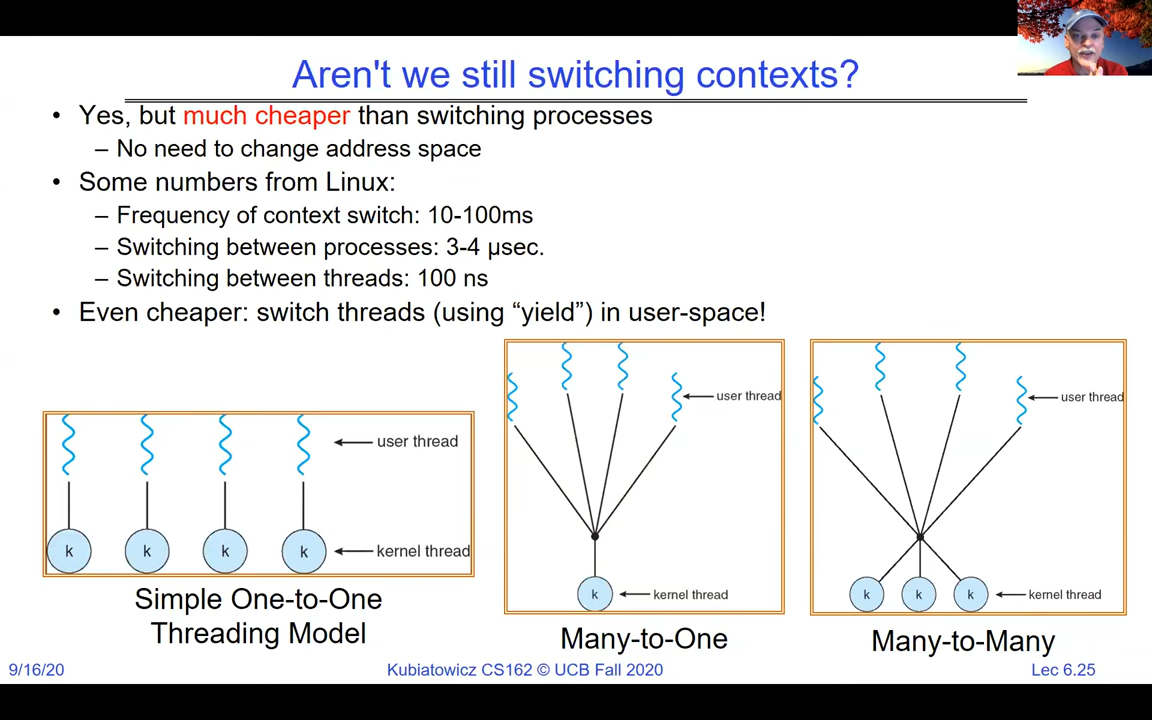 Aren't we still switching contexts?
• Yes, but much cheaper than switching processes
– No need to change address space
• Some numbers from Linux:
– Frequency of context switch: 10-100ms
– Switching between processes: 3-4 μsec.
– Switching between threads: 100 ns
• Even cheaper: switch threads (using “yield”) in user-space!
user thread
k k k k kernel thread
Simple One-to-One
Threading Model
user thread
k kernel thread
Many-to-One
user thread
k k k kernel thread
Many-to-Many
9/16/20 Kubiatowicz CS162 © UCB Fall 2020 Lec 6.25